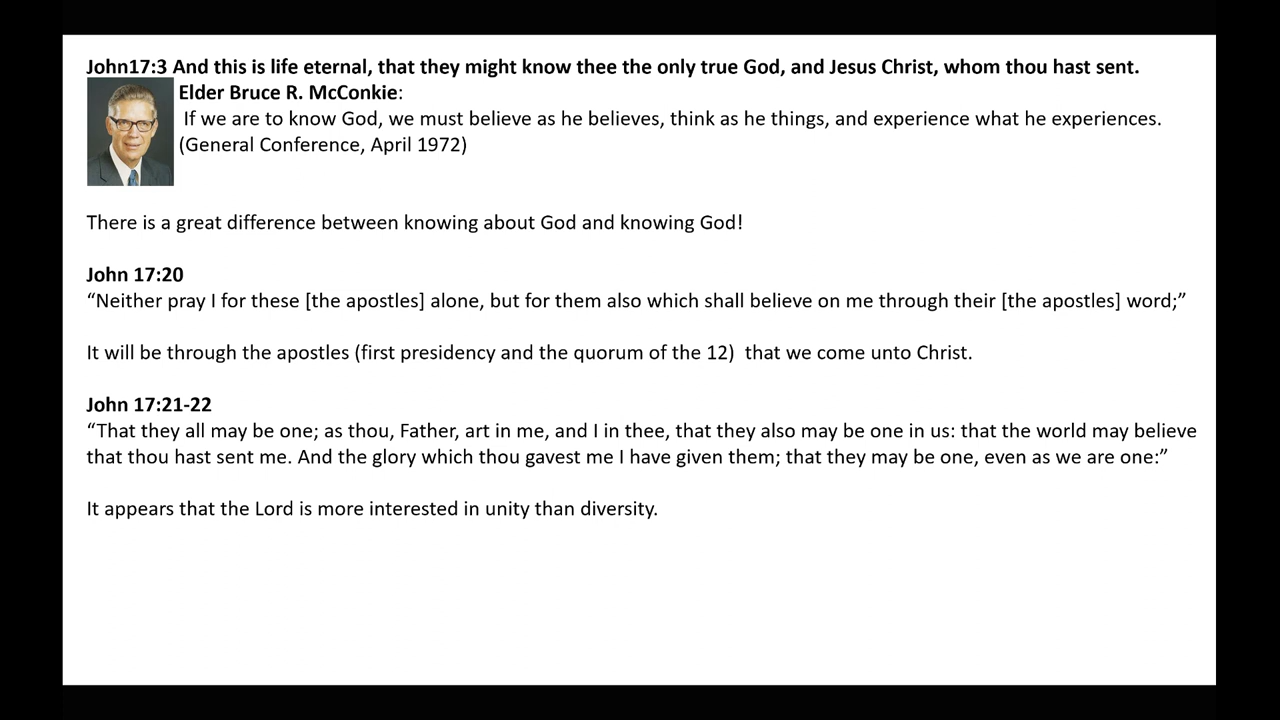 John17:3 And this is life eternal, that they might know thee the only true God, and Jesus Christ, whom thou hast sent.
Elder Bruce R. McConkie:
If we are to know God, we must believe as he believes, think as he things, and experience what he experiences.
(General Conference, April 1972)
There is a great difference between knowing about God and knowing God!
John 17:20
“Neither pray I for these [the apostles] alone, but for them also which shall believe on me through their [the apostles] word;”
It will be through the apostles (first presidency and the quorum of the 12)  that we come unto Christ.
John 17:21-22
“That they all may be one; as thou, Father, art in me, and I in thee, that they also may be one in us: that the world may believe
that thou hast sent me. And the glory which thou gavest me I have given them; that they may be one, even as we are one:”
It appears that the Lord is more interested in unity than diversity.